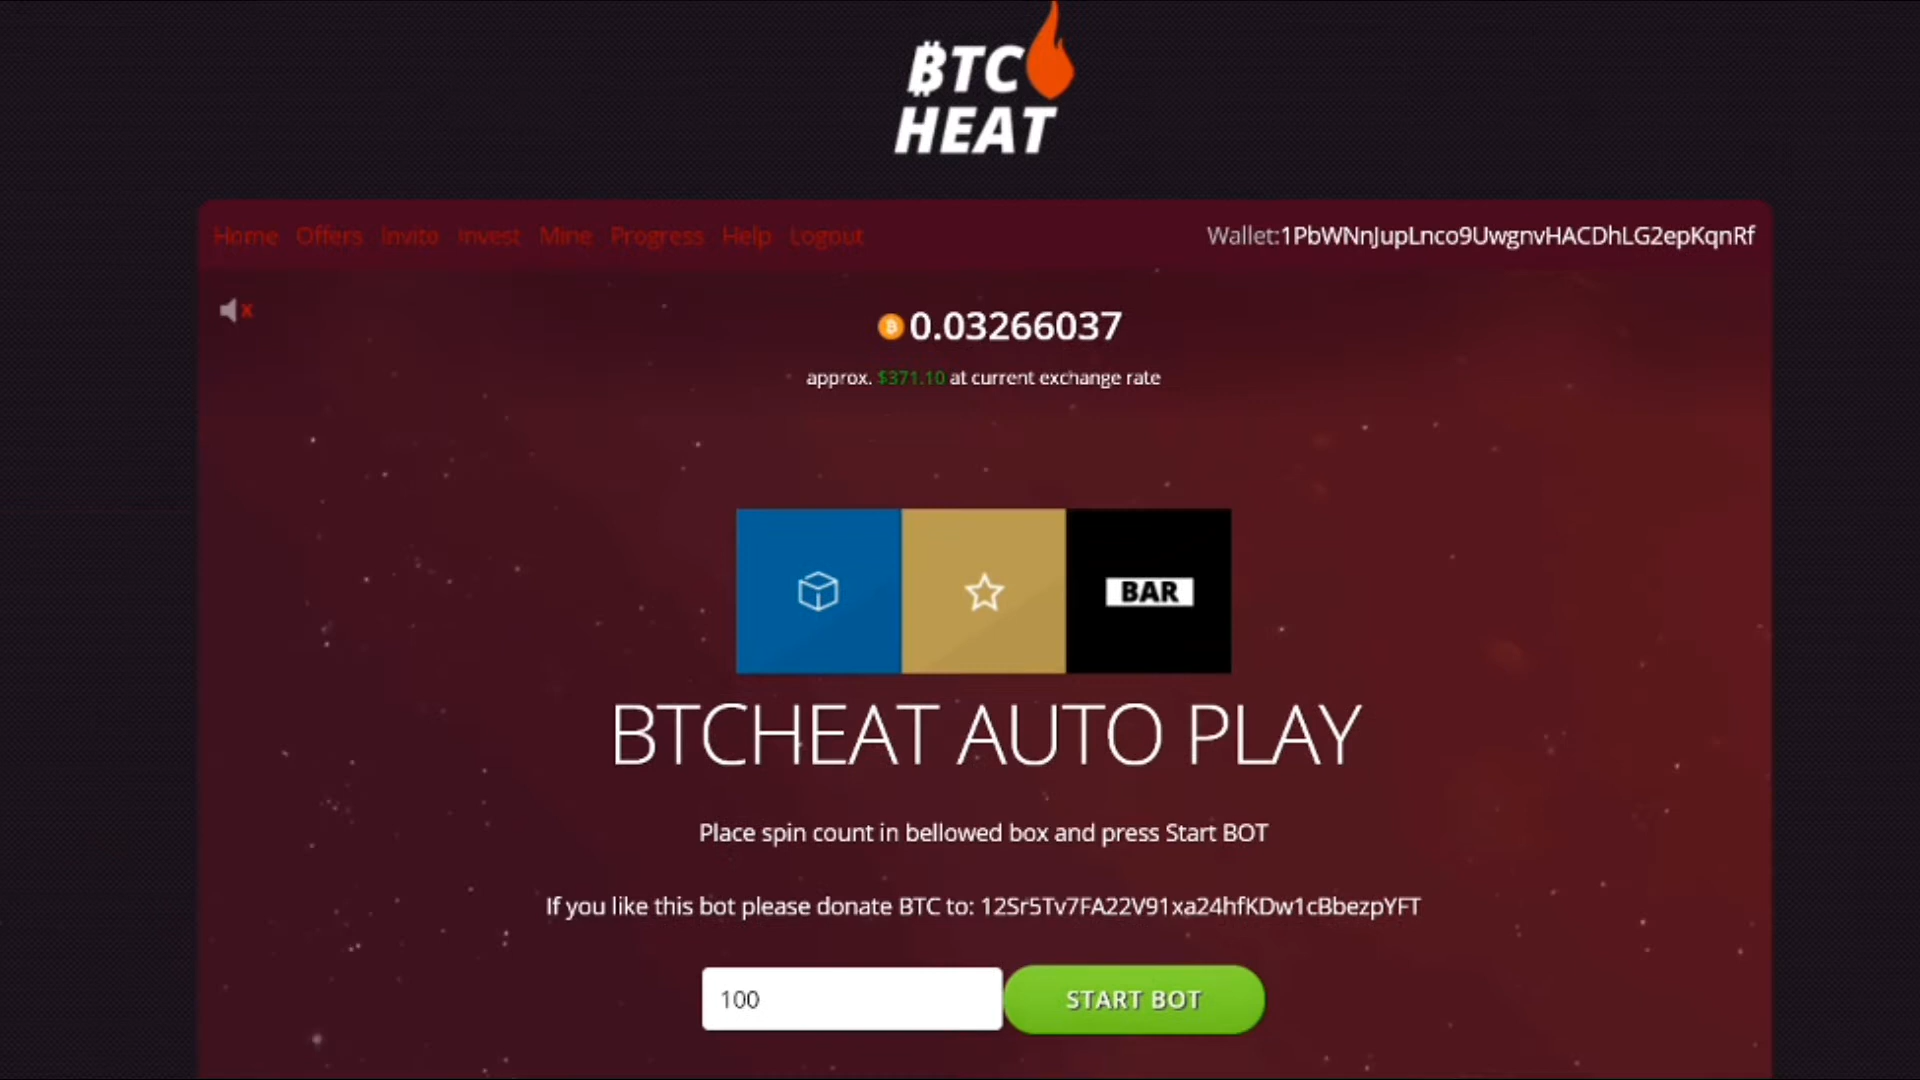 ₿TC
HEAT
Home Offers Invite Invest Mine Progress Help Logout
Wallet:1PbWNnJupLnco9UwgnvHACDhLG2epKqnRf
0.03266037
approx. $371.10 at current exchange rate
BAR
BTCHEAT AUTO PLAY
Place spin count in bellowed box and press Start BOT
If you like this bot please donate BTC to: 12Sr5Tv7FA22V91xa24hfKDw1cBbezpYFT
100
START BOT